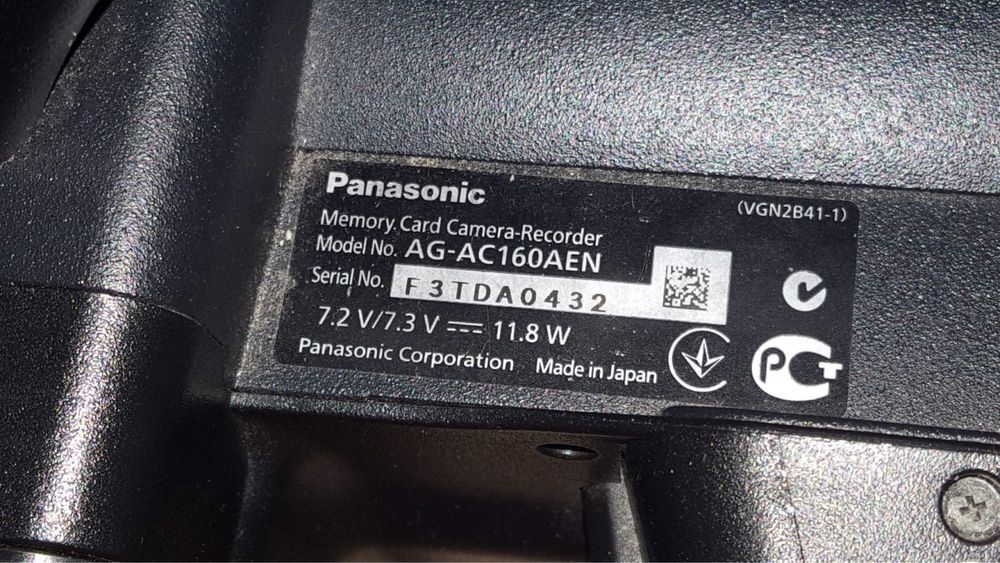 Panasonic
(VGN2B41-1)
Memory Card Camera-Recorder
Model No. AG-AC160AEN
Serial No. F3TDA0432
7.2 V/7.3 V ⎓ 11.8 W
Panasonic Corporation Made in Japan